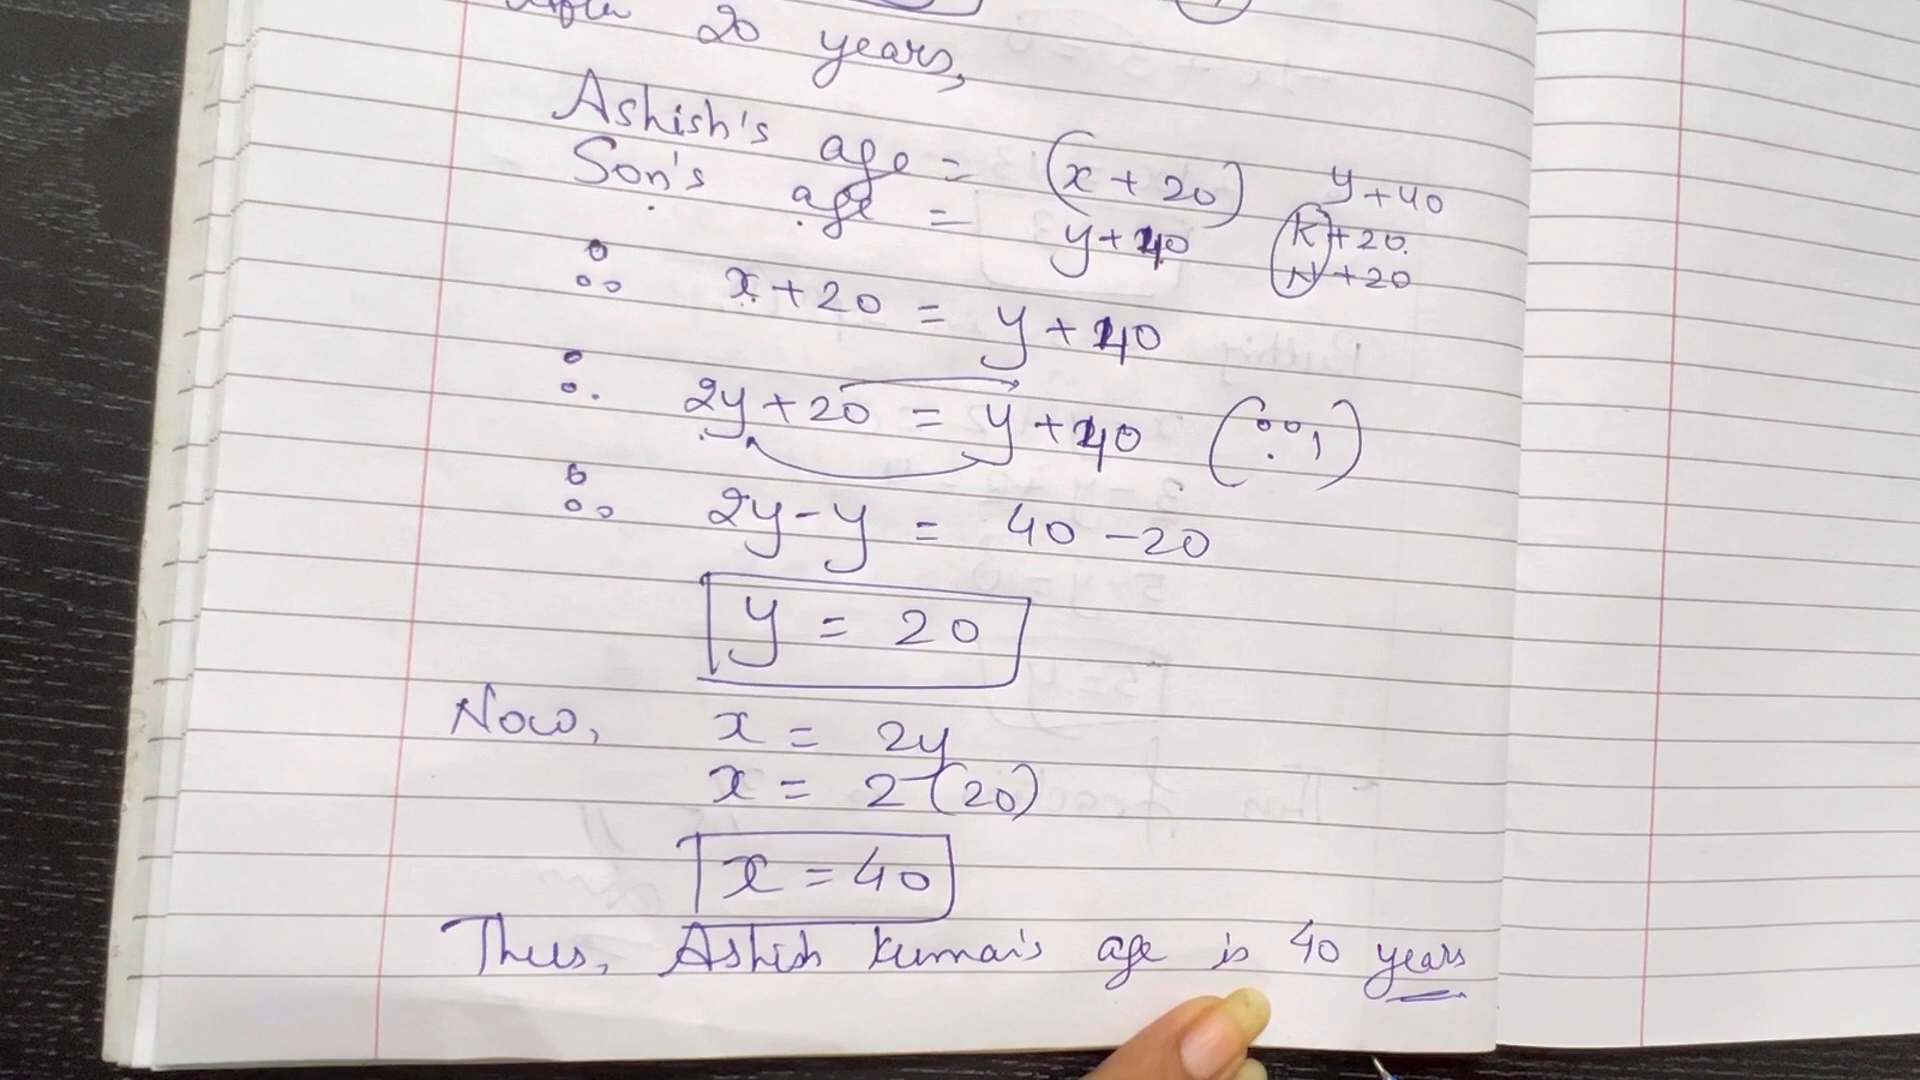 20 years,
Ashish's age = (x + 20) y + 40
Son's age = y + 40 K + 20.
N + 20
∴ x + 20 = y + 40
∴ 2y + 20 = y + 40 (∵ 1)
∴ 2y - y = 40 - 20
y = 20
Now, x = 2y
x = 2 (20)
x = 40
Thus, Ashish Kumar's age is 40 years